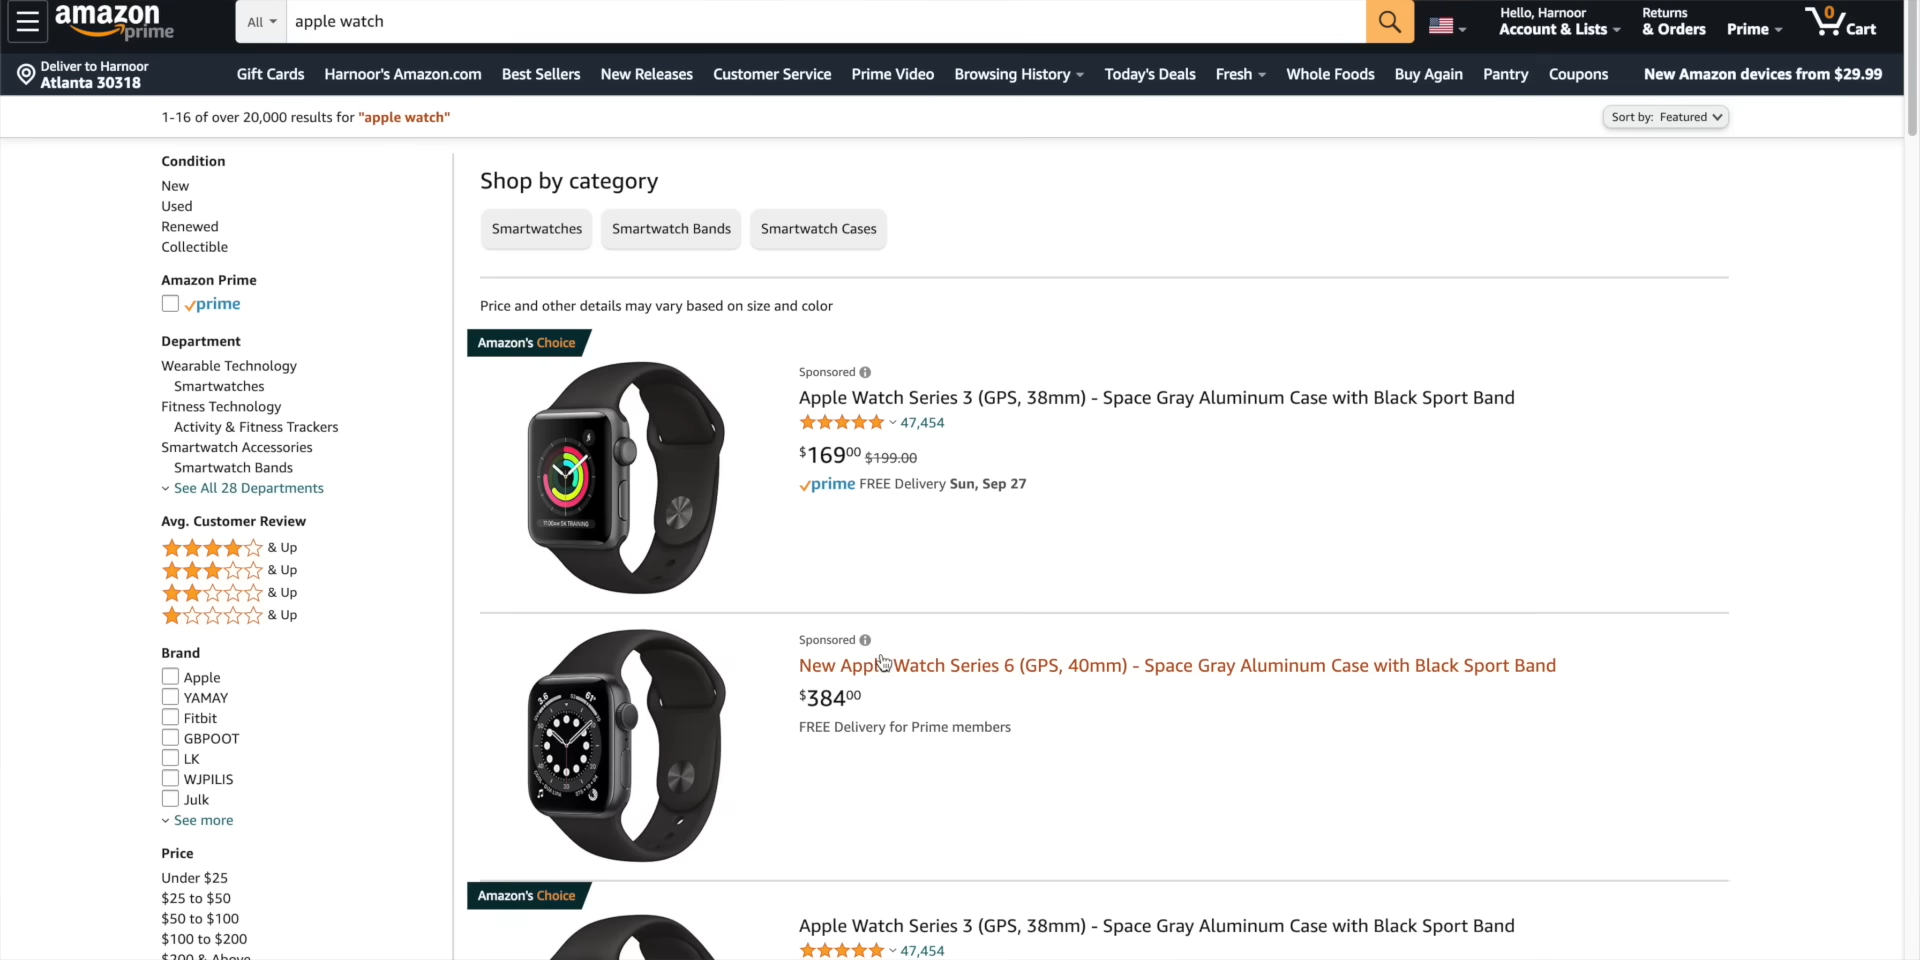 amazon
prime
All
apple watch
Hello, Harnoor
Account & Lists
Returns
& Orders
Prime
0
Cart
Deliver to Harnoor
Atlanta 30318
Gift Cards
Harnoor's Amazon.com
Best Sellers
New Releases
Customer Service
Prime Video
Browsing History
Today's Deals
Fresh
Whole Foods
Buy Again
Pantry
Coupons
New Amazon devices from $29.99
1-16 of over 20,000 results for "apple watch"
Sort by: Featured
Condition
New
Used
Renewed
Collectible
Amazon Prime
prime
Department
Wearable Technology
Smartwatches
Fitness Technology
Activity & Fitness Trackers
Smartwatch Accessories
Smartwatch Bands
See All 28 Departments
Avg. Customer Review
& Up
& Up
& Up
& Up
Brand
Apple
YAMAY
Fitbit
GBPOOT
LK
WJPILIS
Julk
See more
Price
Under $25
$25 to $50
$50 to $100
$100 to $200
$200 & Above
Shop by category
Smartwatches
Smartwatch Bands
Smartwatch Cases
Price and other details may vary based on size and color
Amazon's Choice
Sponsored
Apple Watch Series 3 (GPS, 38mm) - Space Gray Aluminum Case with Black Sport Band
47,454
$16900 $199.00
prime FREE Delivery Sun, Sep 27
Sponsored
New Apple Watch Series 6 (GPS, 40mm) - Space Gray Aluminum Case with Black Sport Band
$38400
FREE Delivery for Prime members
Amazon's Choice
Apple Watch Series 3 (GPS, 38mm) - Space Gray Aluminum Case with Black Sport Band
47,454